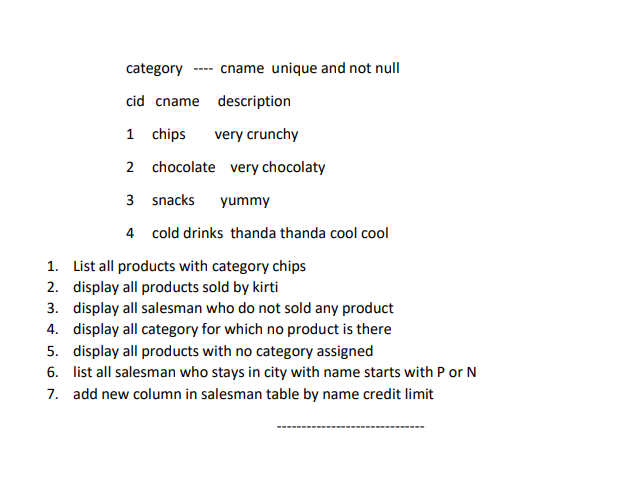 category ---- cname unique and not null
cid cname description
1 chips very crunchy
2 chocolate very chocolaty
3 snacks yummy
4 cold drinks thanda thanda cool cool
1. List all products with category chips
2. display all products sold by kirti
3. display all salesman who do not sold any product
4. display all category for which no product is there
5. display all products with no category assigned
6. list all salesman who stays in city with name starts with P or N
7. add new column in salesman table by name credit limit
------------------------------